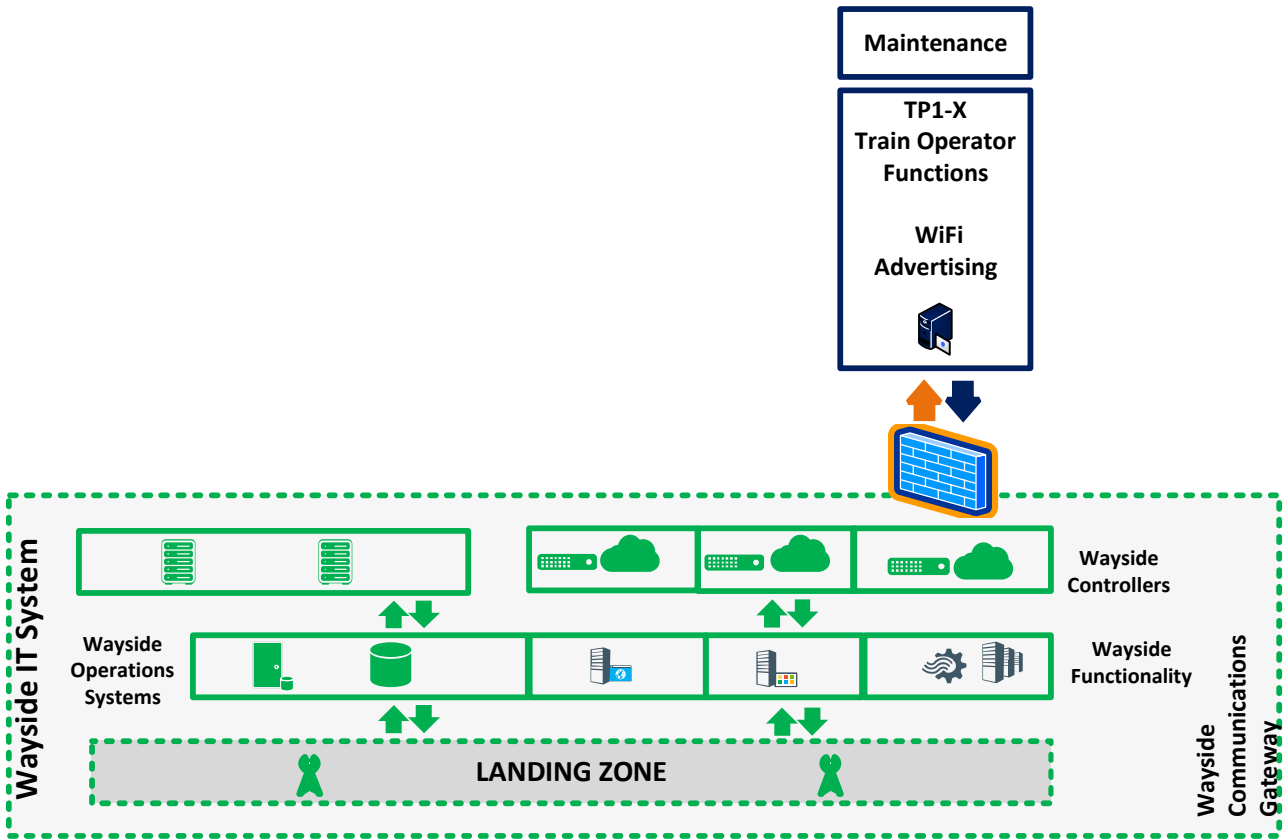 Maintenance
TP1-X
Train Operator
Functions
WiFi
Advertising
Wayside IT System
Wayside
Controllers
Wayside
Operations
Systems
Wayside
Functionality
LANDING ZONE
Wayside
Communications
Gateway